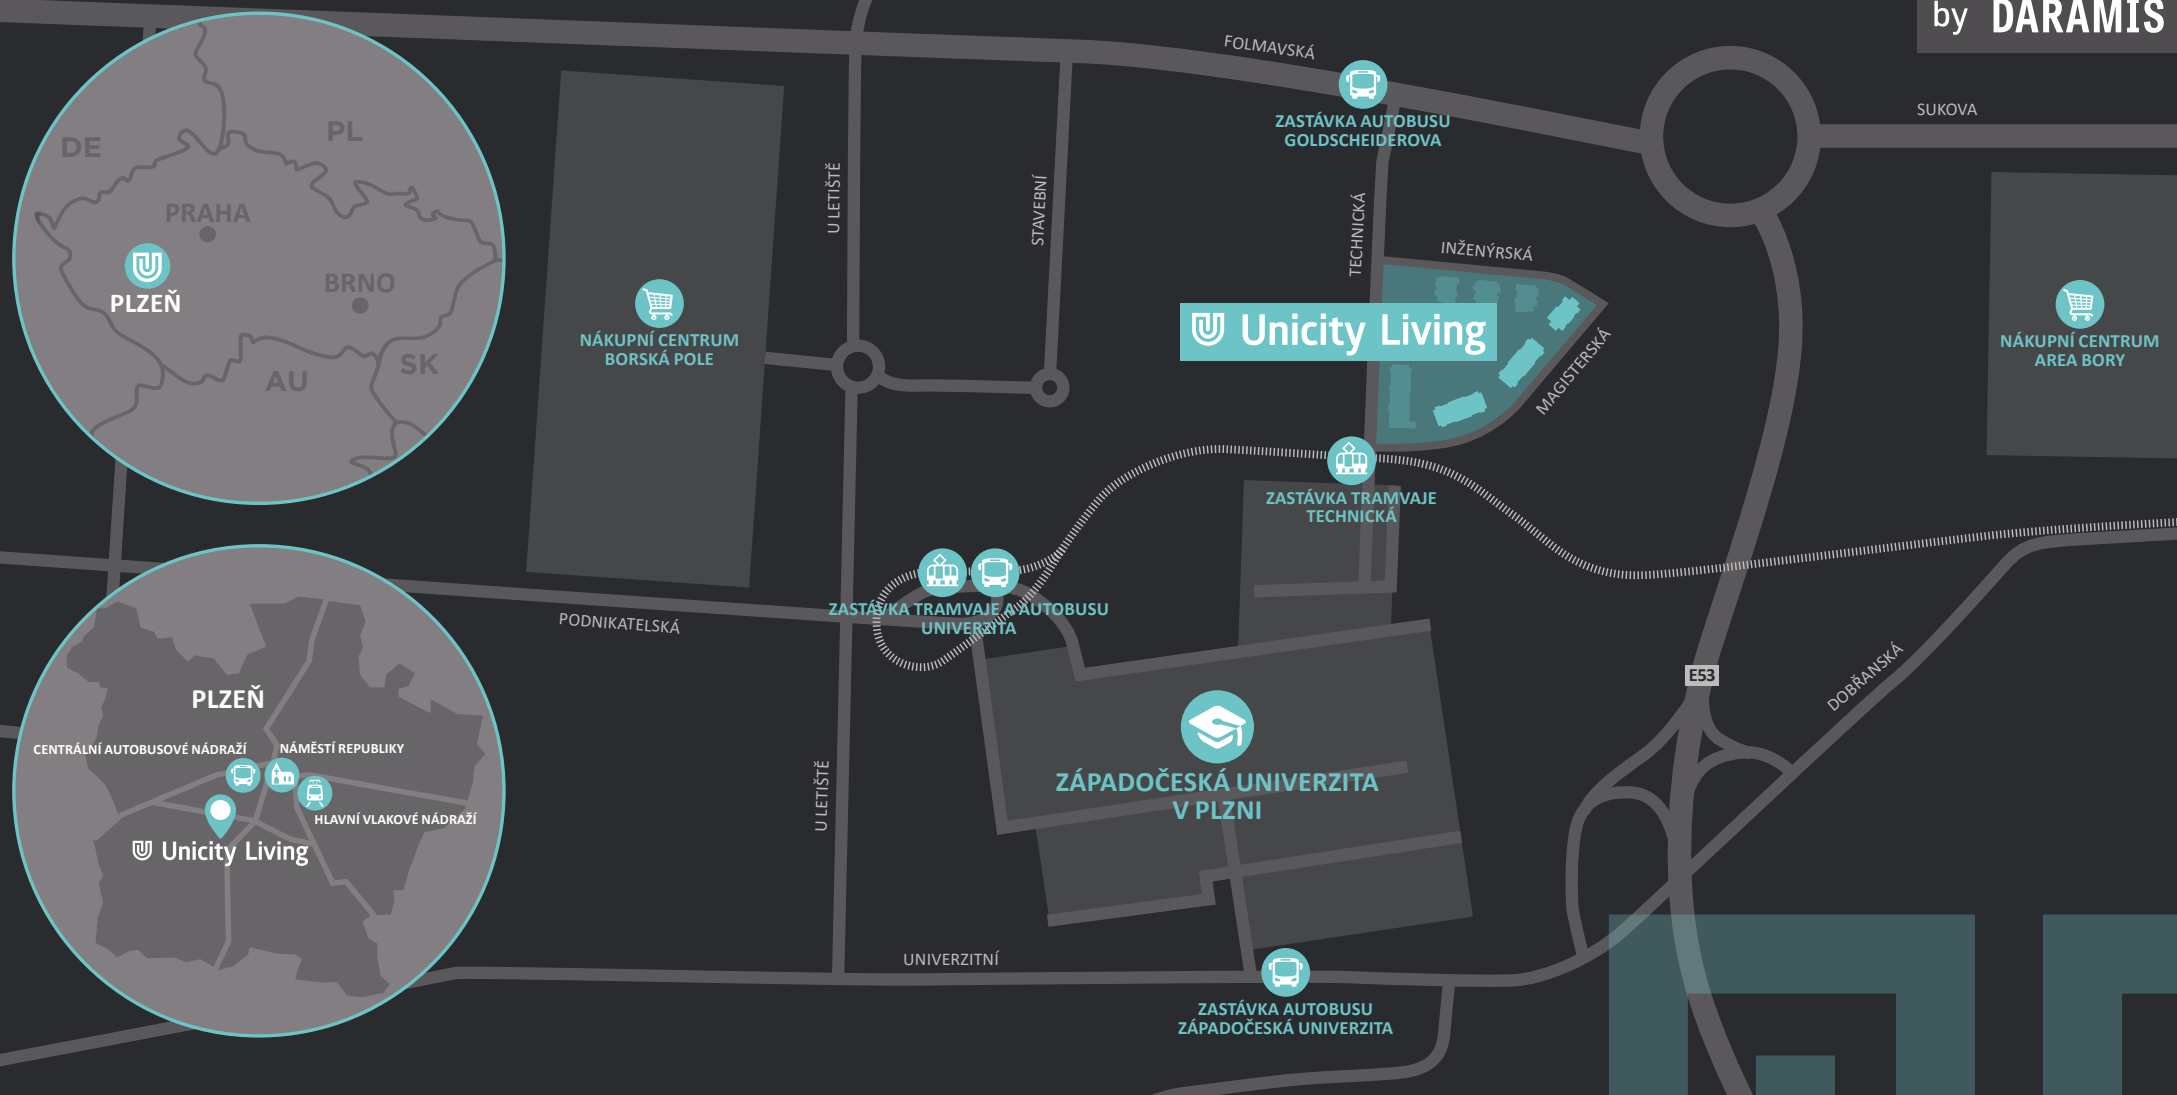 by DARAMIS
FOLMAVSKÁ
SUKOVA
ZASTÁVKA AUTOBUSU
GOLDSCHEIDEROVA
DE
PL
PRAHA
BRNO
PLZEŇ
AU
SK
U LETIŠTĚ
STAVEBNÍ
TECHNICKÁ
INŽENÝRSKÁ
MAGISTERSKÁ
Unicity Living
NÁKUPNÍ CENTRUM
BORSKÁ POLE
NÁKUPNÍ CENTRUM
AREA BORY
ZASTÁVKA TRAMVAJE
TECHNICKÁ
ZASTÁVKA TRAMVAJE A AUTOBUSU
UNIVERZITA
PODNIKATELSKÁ
E53
DOBŘANSKÁ
PLZEŇ
CENTRÁLNÍ AUTOBUSOVÉ NÁDRAŽÍ
NÁMĚSTÍ REPUBLIKY
HLAVNÍ VLAKOVÉ NÁDRAŽÍ
Unicity Living
U LETIŠTĚ
ZÁPADOČESKÁ UNIVERZITA
V PLZNI
UNIVERZITNÍ
ZASTÁVKA AUTOBUSU
ZÁPADOČESKÁ UNIVERZITA